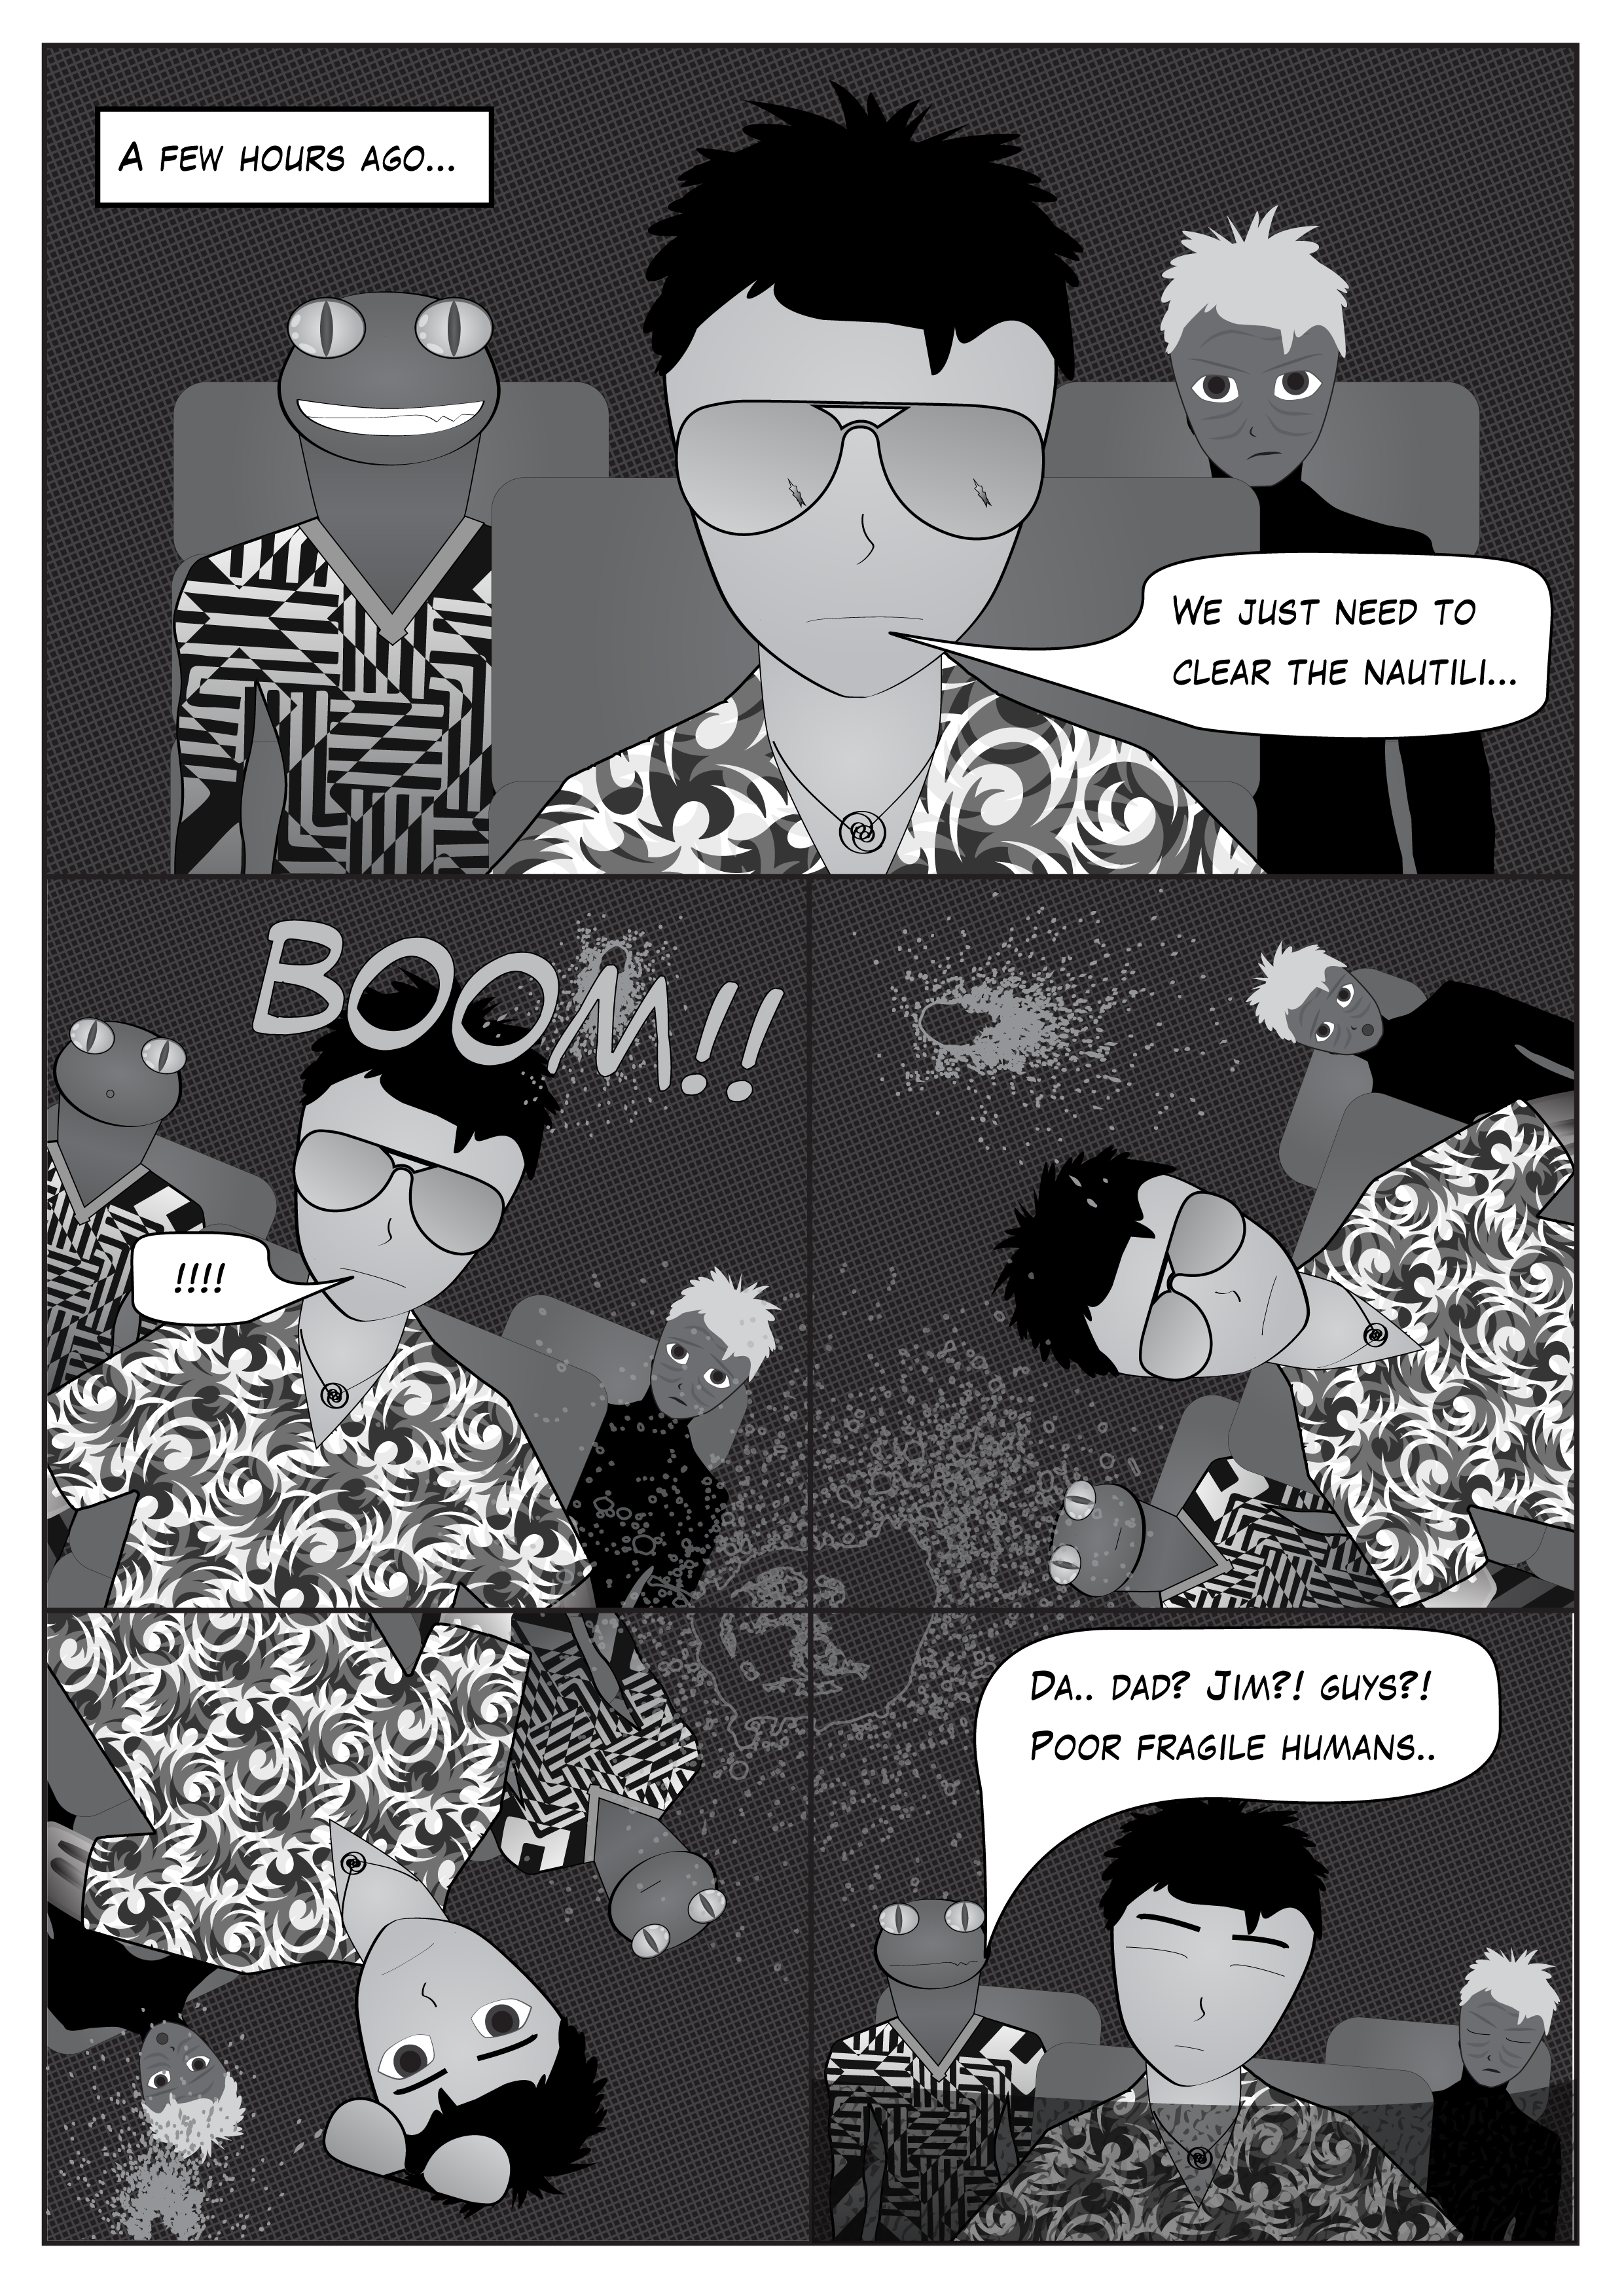 A FEW HOURS AGO...
WE JUST NEED TO
CLEAR THE NAUTILI...
BOOM!!
!!!!
DA.. DAD? JIM?! GUYS?!
POOR FRAGILE HUMANS..